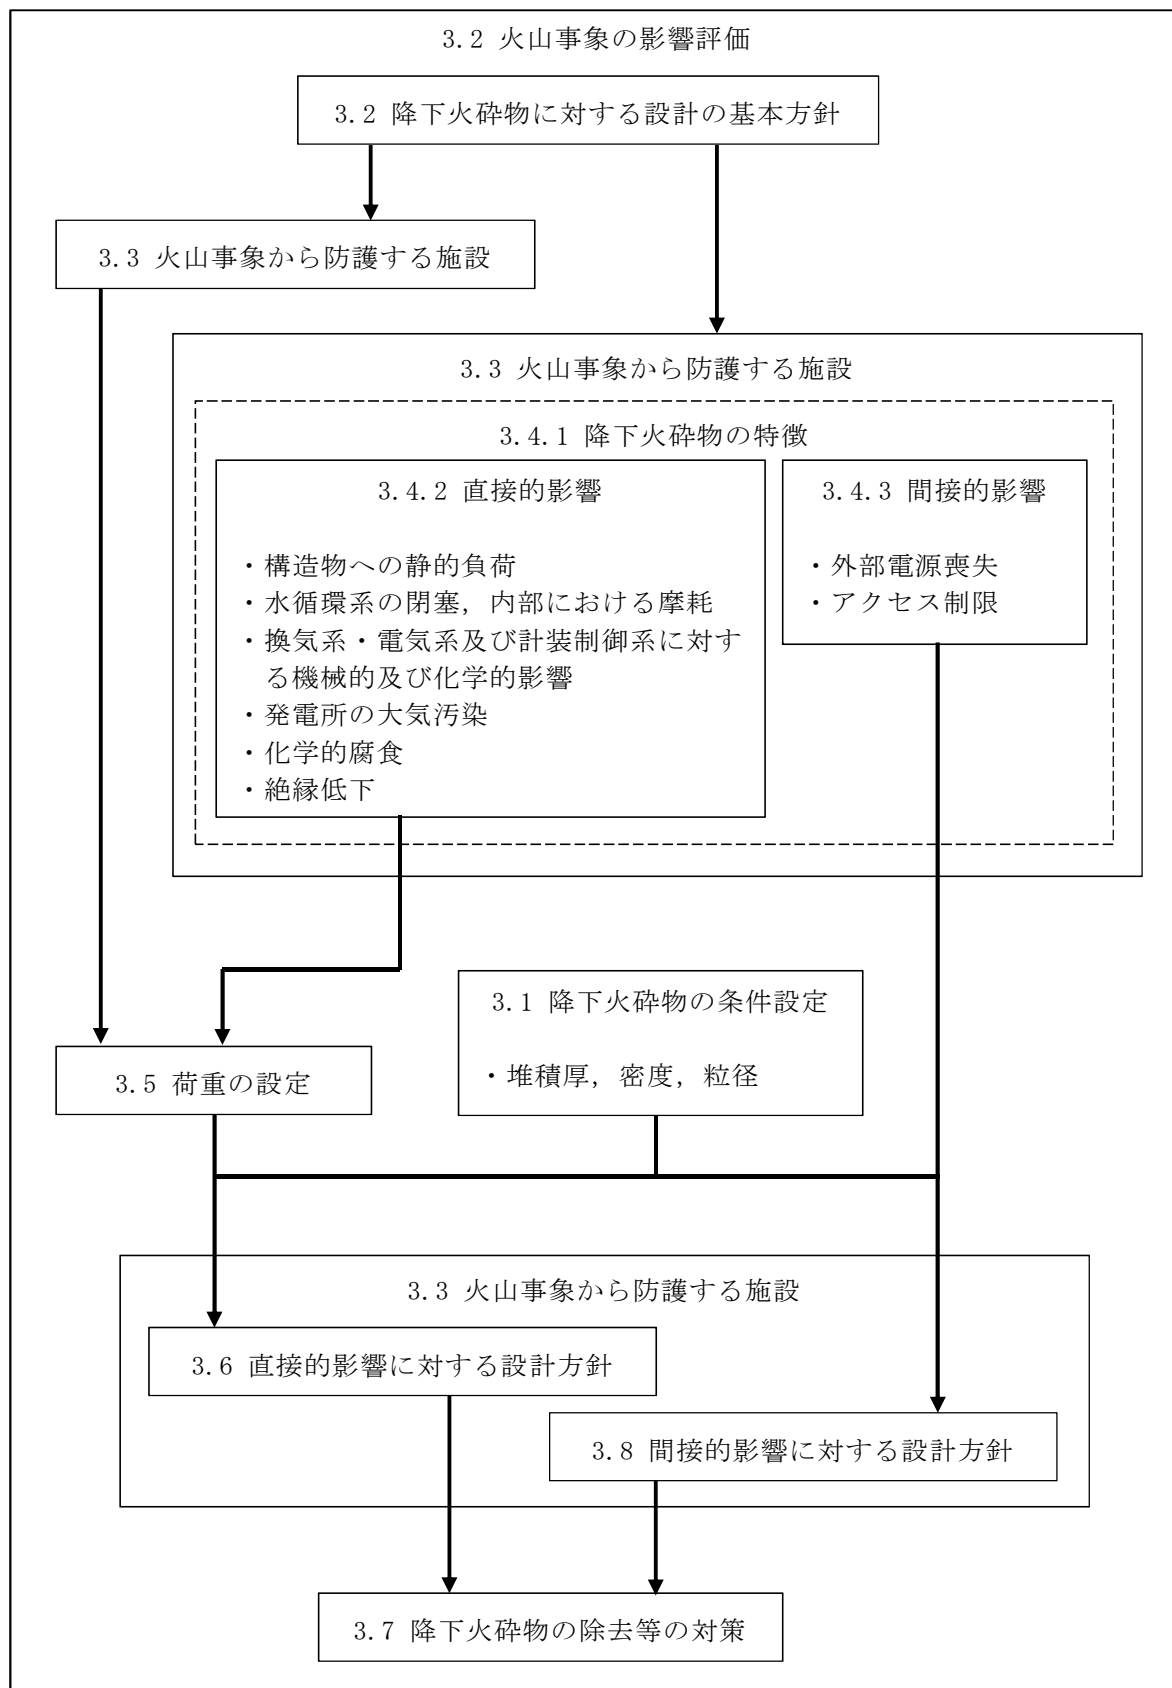 3.2 火山事象の影響評価
3.2 降下火砕物に対する設計の基本方針
3.3 火山事象から防護する施設
3.3 火山事象から防護する施設
3.4.1 降下火砕物の特徴
3.4.2 直接的影響
・構造物への静的負荷
・水循環系の閉塞，内部における摩耗
・換気系・電気系及び計装制御系に対す
る機械的及び化学的影響
・発電所の大気汚染
・化学的腐食
・絶縁低下
3.4.3 間接的影響
・外部電源喪失
・アクセス制限
3.1 降下火砕物の条件設定
・堆積厚，密度，粒径
3.5 荷重の設定
3.3 火山事象から防護する施設
3.6 直接的影響に対する設計方針
3.8 間接的影響に対する設計方針
3.7 降下火砕物の除去等の対策